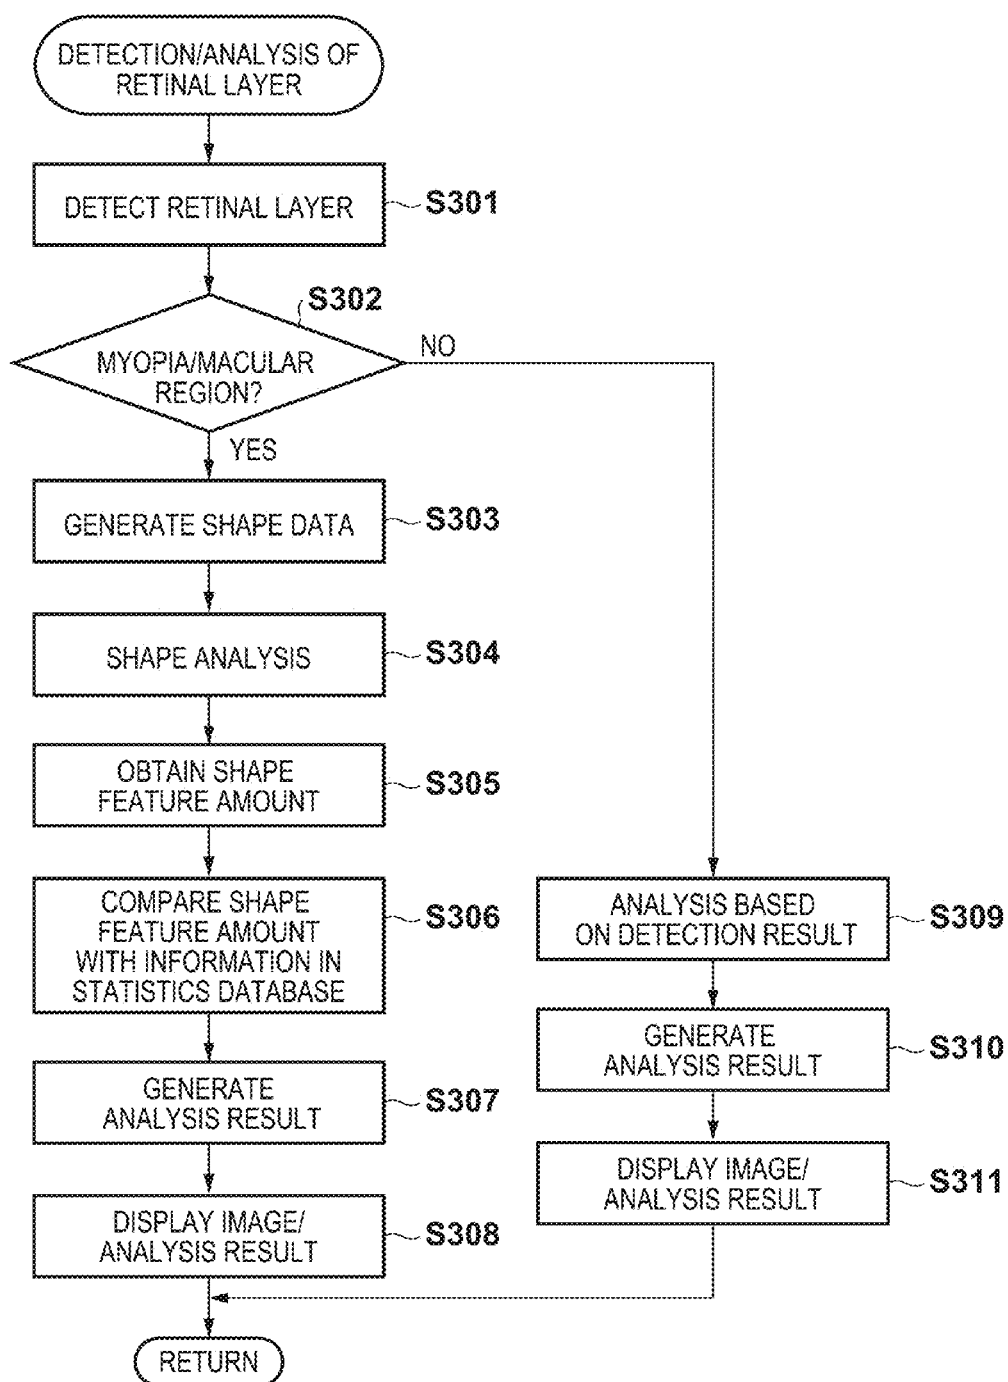 DETECTION/ANALYSIS OF
RETINAL LAYER
DETECT RETINAL LAYER
S301
S302
MYOPIA/MACULAR
REGION?
NO
YES
GENERATE SHAPE DATA
S303
SHAPE ANALYSIS
S304
OBTAIN SHAPE
FEATURE AMOUNT
S305
COMPARE SHAPE
FEATURE AMOUNT
WITH INFORMATION IN
STATISTICS DATABASE
S306
GENERATE
ANALYSIS RESULT
S307
DISPLAY IMAGE/
ANALYSIS RESULT
S308
ANALYSIS BASED
ON DETECTION RESULT
S309
GENERATE
ANALYSIS RESULT
S310
DISPLAY IMAGE/
ANALYSIS RESULT
S311
RETURN